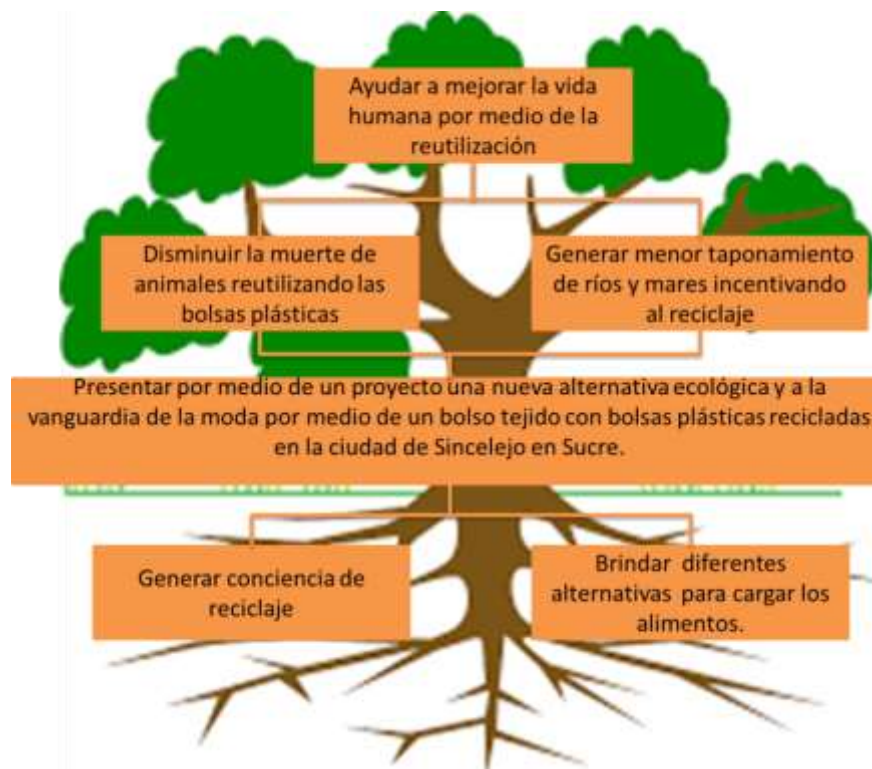 Ayudar a mejorar la vida
humana por medio de la
reutilización
Disminuir la muerte de
animales reutilizando las
bolsas plásticas
Generar menor taponamiento
de ríos y mares incentivando
al reciclaje
Presentar por medio de un proyecto una nueva alternativa ecológica y a la
vanguardia de la moda por medio de un bolso tejido con bolsas plásticas recicladas
en la ciudad de Sincelejo en Sucre.
Generar conciencia de
reciclaje
Brindar diferentes
alternativas para cargar los
alimentos.